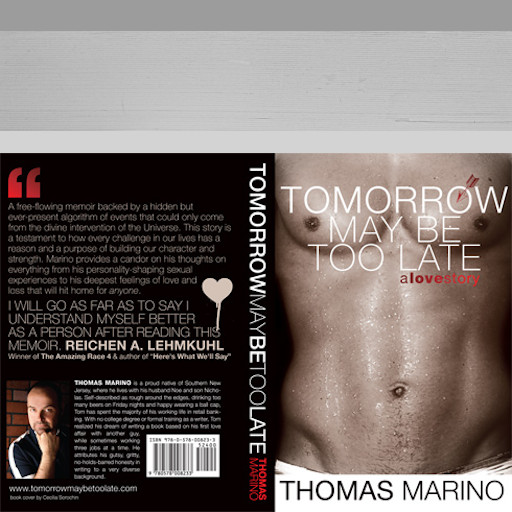 A free-flowing memoir backed by a hidden but
ever-present algorithm of events that could only come
from the divine intervention of the Universe. This story is
a testament to how every challenge in our lives has a
reason and a purpose of building our character and
strength. Marino provides a candor on his thoughts on
everything from his personality-shaping sexual
experiences to his deepest feelings of love and
loss that will hit home for anyone.
I WILL GO AS FAR AS TO SAY I
UNDERSTAND MYSELF BETTER
AS A PERSON AFTER READING THIS
MEMOIR. REICHEN A. LEHMKUHL
Winner of The Amazing Race 4 & author of "Here's What We'll Say"
THOMAS MARINO is a proud native of Southern New
Jersey, where he lives with his husband Noe and son Nicho-
las. Self-described as rough around the edges, drinking too
many beers on Friday nights and happy wearing a ball cap,
Tom has spent the majority of his working life in retail bank-
ing. With no college degree or formal training as a writer, Tom
realized his dream of writing a book based on his first love
affair with another guy,
while sometimes working
three jobs at a time. He
attributes his gutsy, gritty,
no-holds-barred honesty in
writing to a very diverse
background.
ISBN 978-0-578-00823-3
52400
9 780578 008233
www.tomorrowmaybetoolate.com
book cover by Cecilia Sorochin
TOMORROWMAYBETOOLATE
THOMAS
MARINO
TOMORROW
MAY BE
TOO LATE
alovestory
THOMAS MARINO